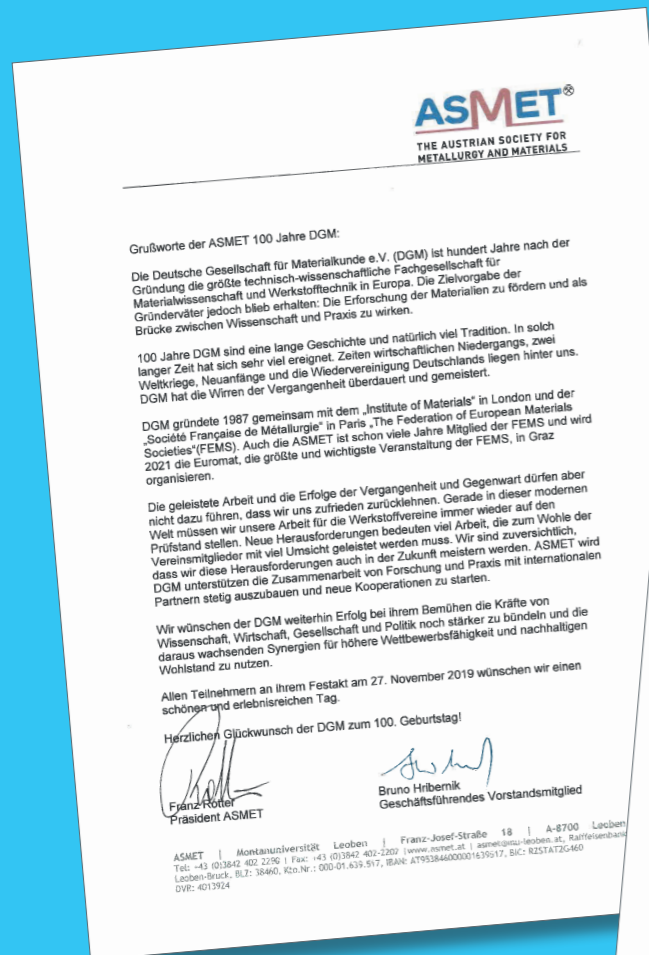 ASMET®
THE AUSTRIAN SOCIETY FOR
METALLURGY AND MATERIALS
Grußworte der ASMET 100 Jahre DGM:
Die Deutsche Gesellschaft für Materialkunde e.V. (DGM) ist hundert Jahre nach der
Gründung die größte technisch-wissenschaftliche Fachgesellschaft für
Materialwissenschaft und Werkstofftechnik in Europa. Die Zielvorgabe der
Gründerväter jedoch blieb erhalten: Die Erforschung der Materialien zu fördern und als
Brücke zwischen Wissenschaft und Praxis zu wirken.
100 Jahre DGM sind eine lange Geschichte und natürlich viel Tradition. In solch
langer Zeit hat sich sehr viel ereignet. Zeiten wirtschaftlichen Niedergangs, zwei
Weltkriege, Neuanfänge und die Wiedervereinigung Deutschlands liegen hinter uns.
DGM hat die Wirren der Vergangenheit überdauert und gemeistert.
DGM gründete 1987 gemeinsam mit dem „Institute of Materials" in London und der
„Société Française de Métallurgie" in Paris „The Federation of European Materials
Societies"(FEMS). Auch die ASMET ist schon viele Jahre Mitglied der FEMS und wird
2021 die Euromat, die größte und wichtigste Veranstaltung der FEMS, in Graz
organisieren.
Die geleistete Arbeit und die Erfolge der Vergangenheit und Gegenwart dürfen aber
nicht dazu führen, dass wir uns zufrieden zurücklehnen. Gerade in dieser modernen
Welt müssen wir unsere Arbeit für die Werkstoffvereine immer wieder auf den
Prüfstand stellen. Neue Herausforderungen bedeuten viel Arbeit, die zum Wohle der
Vereinsmitglieder mit viel Umsicht geleistet werden muss. Wir sind zuversichtlich,
dass wir diese Herausforderungen auch in der Zukunft meistern werden. ASMET wird
DGM unterstützen die Zusammenarbeit von Forschung und Praxis mit internationalen
Partnern stetig auszubauen und neue Kooperationen zu starten.
Wir wünschen der DGM weiterhin Erfolg bei ihrem Bemühen die Kräfte von
Wissenschaft, Wirtschaft, Gesellschaft und Politik noch stärker zu bündeln und die
daraus wachsenden Synergien für höhere Wettbewerbsfähigkeit und nachhaltigen
Wohlstand zu nutzen.
Allen Teilnehmern an Ihrem Festakt am 27. November 2019 wünschen wir einen
schönen und erlebnisreichen Tag.
Herzlichen Glückwunsch der DGM zum 100. Geburtstag!
Franz Rotter
Präsident ASMET
Bruno Hribernik
Geschäftsführendes Vorstandsmitglied
ASMET | Montanuniversität Leoben | Franz-Josef-Straße 18 | A-8700 Leoben
Tel: +43 (0)3842 402 2290 | Fax: +43 (0)3842 402-2202 | www.asmet.at | asmet@mu-leoben.at, Raiffeisenbank
Leoben-Bruck, BLZ: 38460, Kto.Nr.: 000-01.639.517, IBAN: AT953846000001639517, BIC: RZSTAT2G460
DVR: 4013924